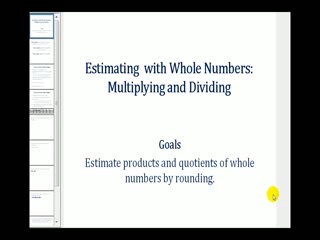 Estimating with Whole Numbers:
Multiplying and Dividing
Goals
Estimate products and quotients of whole
numbers by rounding.